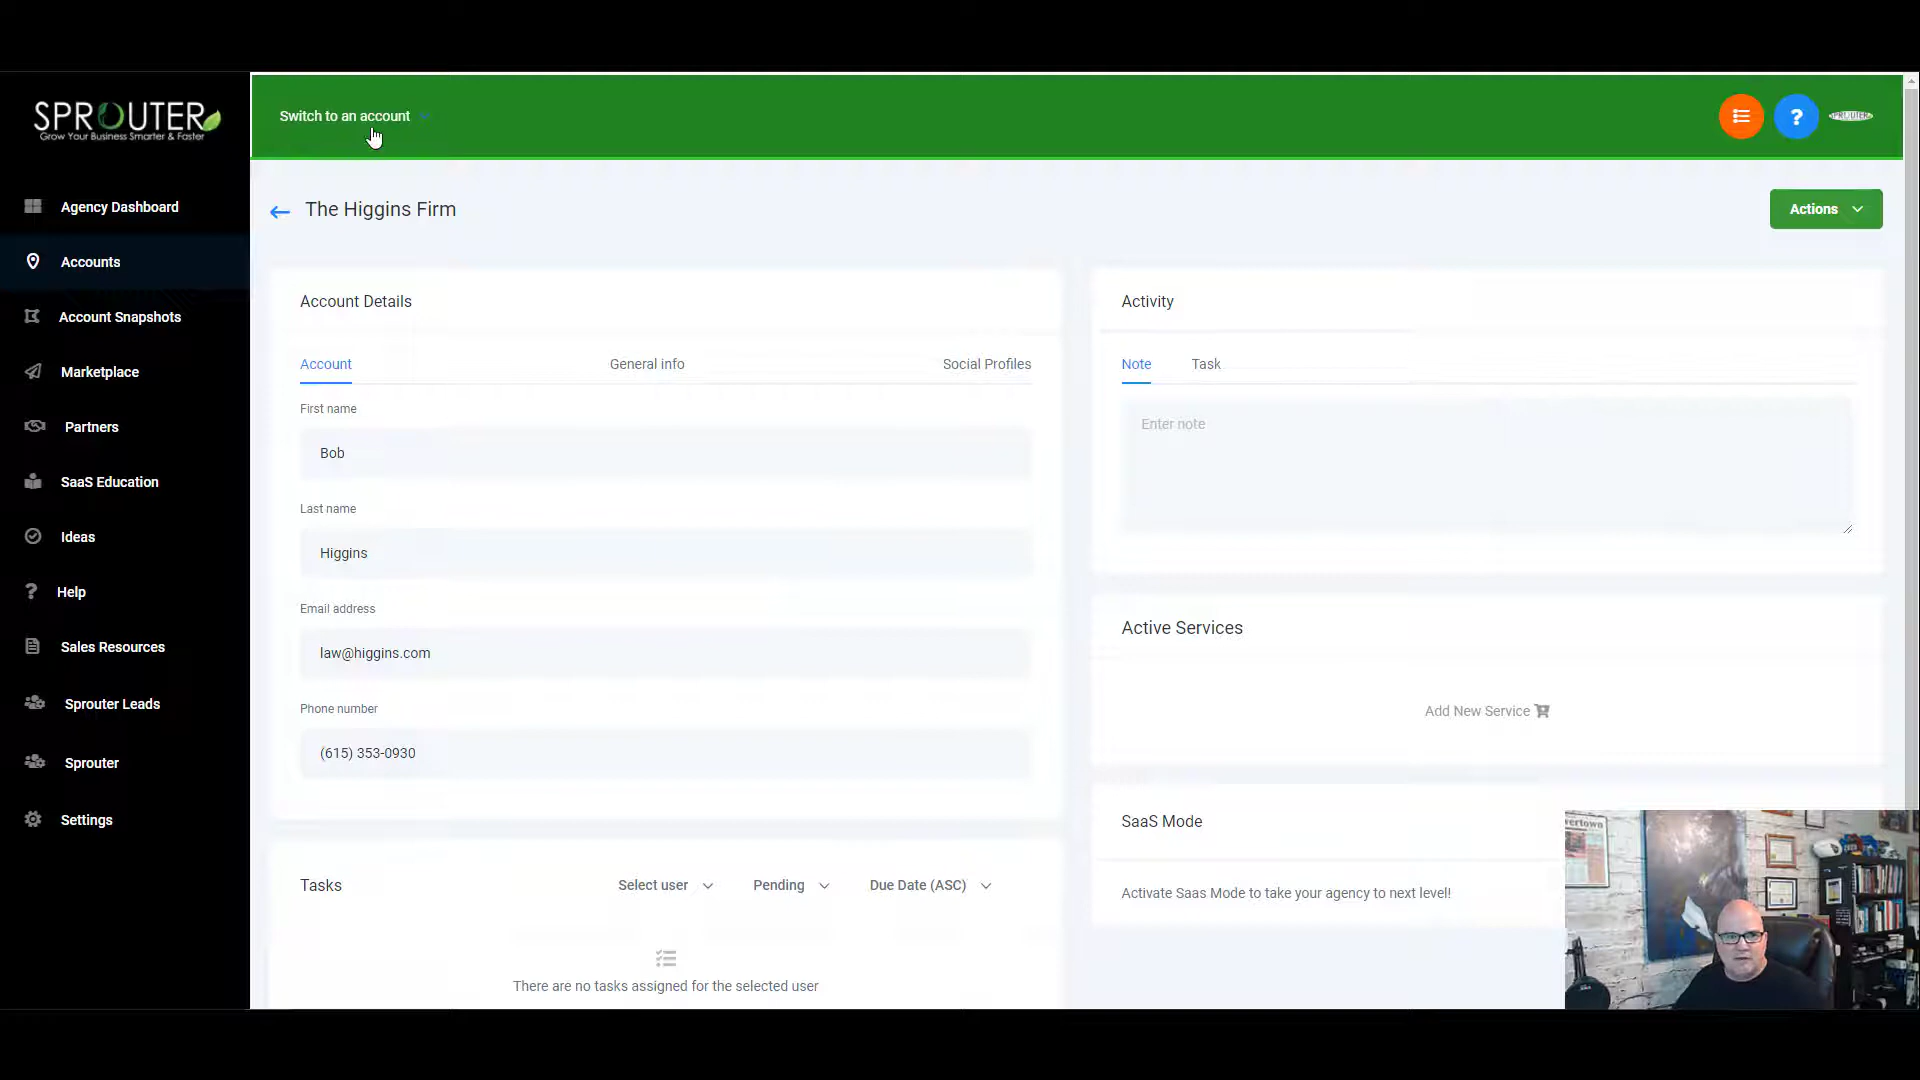 SPROUTER
Grow Your Business Smarter & Faster
Switch to an account
?
SPROUTER
Agency Dashboard
Accounts
Account Snapshots
Marketplace
Partners
SaaS Education
Ideas
? Help
Sales Resources
Sprouter Leads
Sprouter
Settings
The Higgins Firm
Actions
Account Details
Account
General info
Social Profiles
First name
Bob
Last name
Higgins
Email address
law@higgins.com
Phone number
(615) 353-0930
Activity
Note
Task
Enter note
Active Services
Add New Service
SaaS Mode
Activate Saas Mode to take your agency to next level!
Tasks
Select user
Pending
Due Date (ASC)
There are no tasks assigned for the selected user